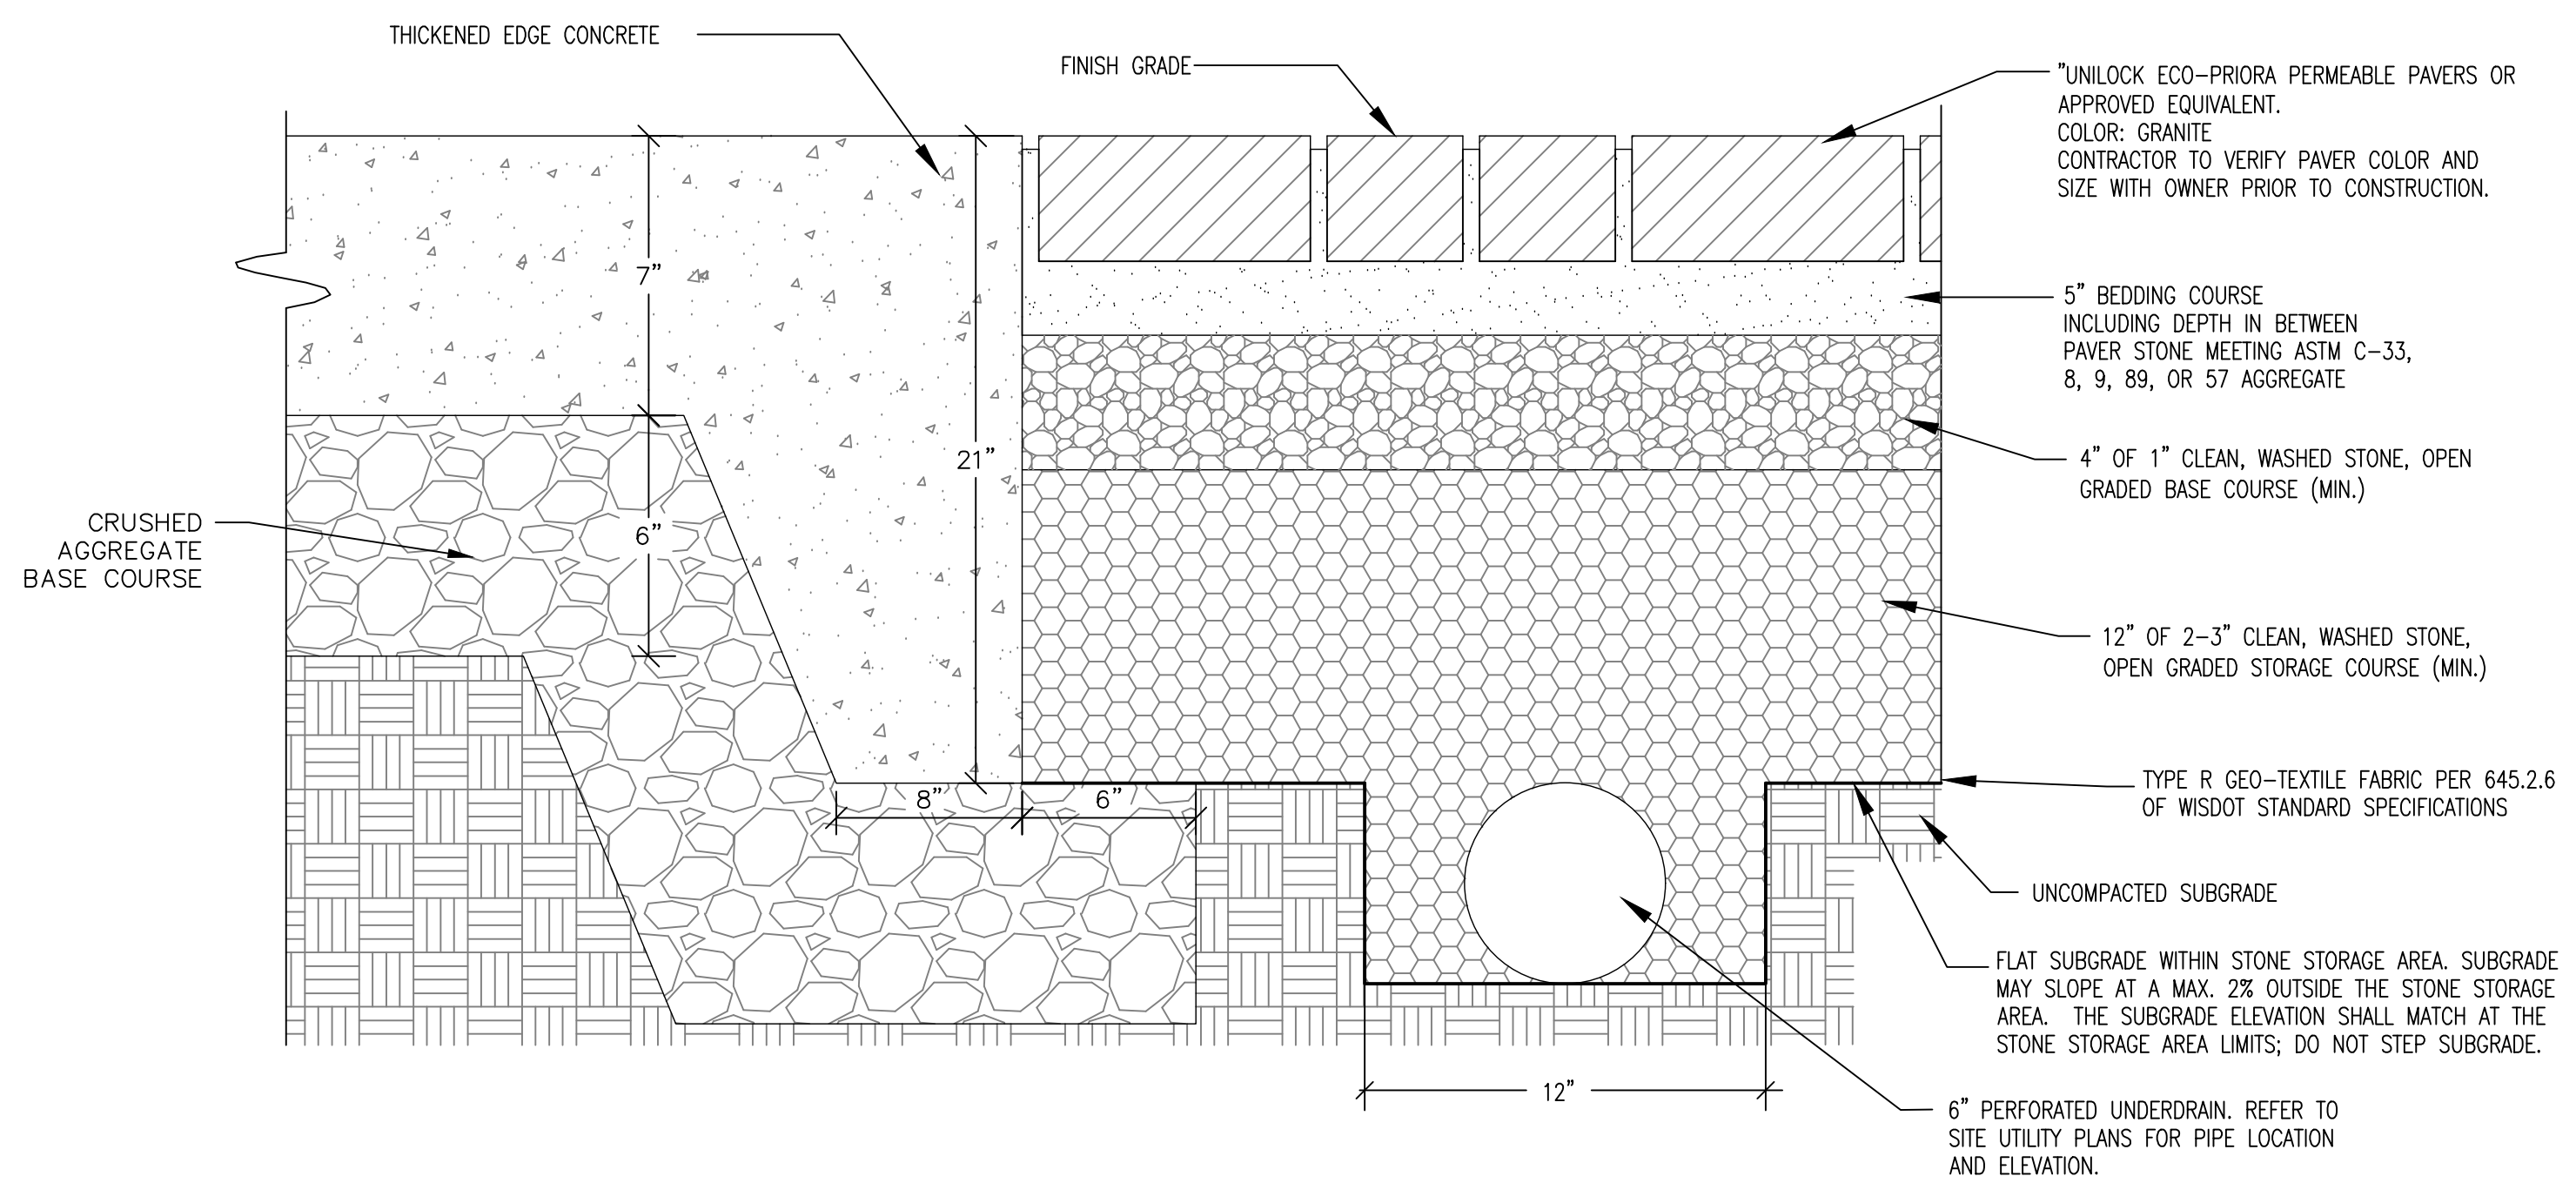 THICKENED EDGE CONCRETE
FINISH GRADE
"UNILOCK ECO-PRIORA PERMEABLE PAVERS OR
APPROVED EQUIVALENT.
COLOR: GRANITE
CONTRACTOR TO VERIFY PAVER COLOR AND
SIZE WITH OWNER PRIOR TO CONSTRUCTION.
7"
5" BEDDING COURSE
INCLUDING DEPTH IN BETWEEN
PAVER STONE MEETING ASTM C-33,
8, 9, 89, OR 57 AGGREGATE
21"
4" OF 1" CLEAN, WASHED STONE, OPEN
GRADED BASE COURSE (MIN.)
CRUSHED
AGGREGATE
BASE COURSE
6"
12" OF 2-3" CLEAN, WASHED STONE,
OPEN GRADED STORAGE COURSE (MIN.)
8"
6"
TYPE R GEO-TEXTILE FABRIC PER 645.2.6
OF WISDOT STANDARD SPECIFICATIONS
UNCOMPACTED SUBGRADE
FLAT SUBGRADE WITHIN STONE STORAGE AREA. SUBGRADE
MAY SLOPE AT A MAX. 2% OUTSIDE THE STONE STORAGE
AREA. THE SUBGRADE ELEVATION SHALL MATCH AT THE
STONE STORAGE AREA LIMITS; DO NOT STEP SUBGRADE.
12"
6" PERFORATED UNDERDRAIN. REFER TO
SITE UTILITY PLANS FOR PIPE LOCATION
AND ELEVATION.